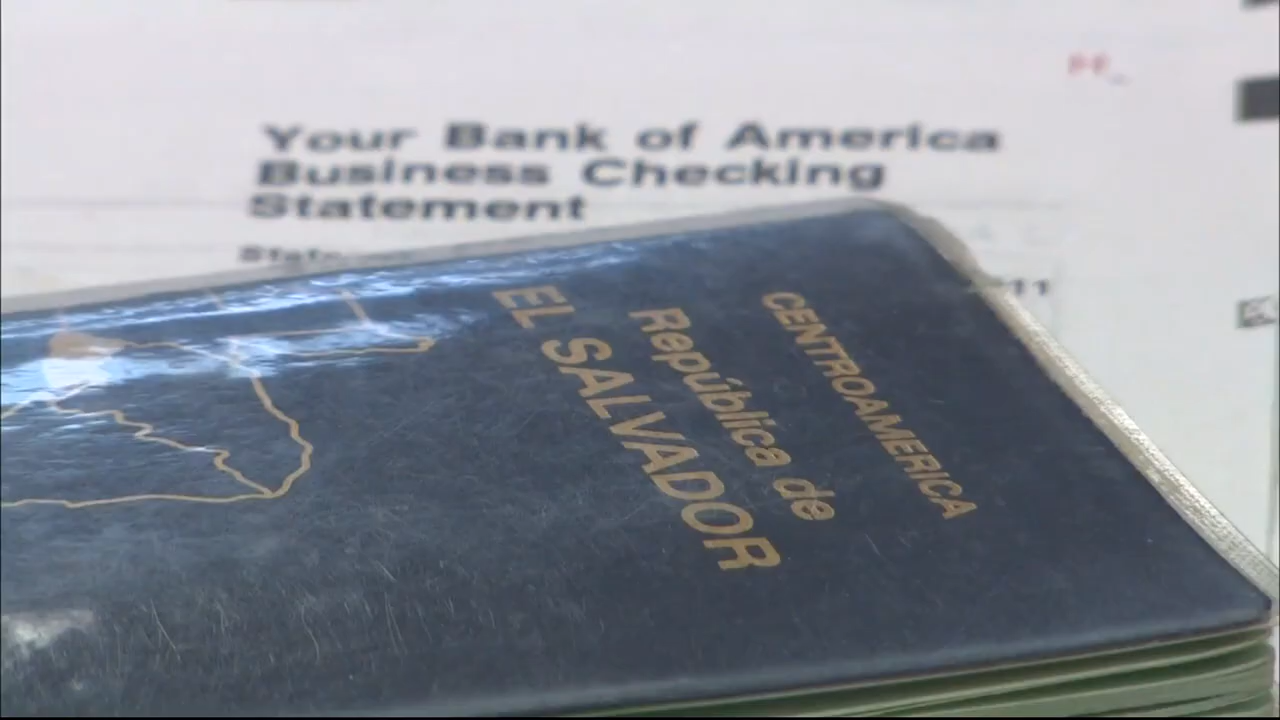 Your Bank of America
Business Checking
Statement
CENTROAMERICA
República de
EL SALVADOR